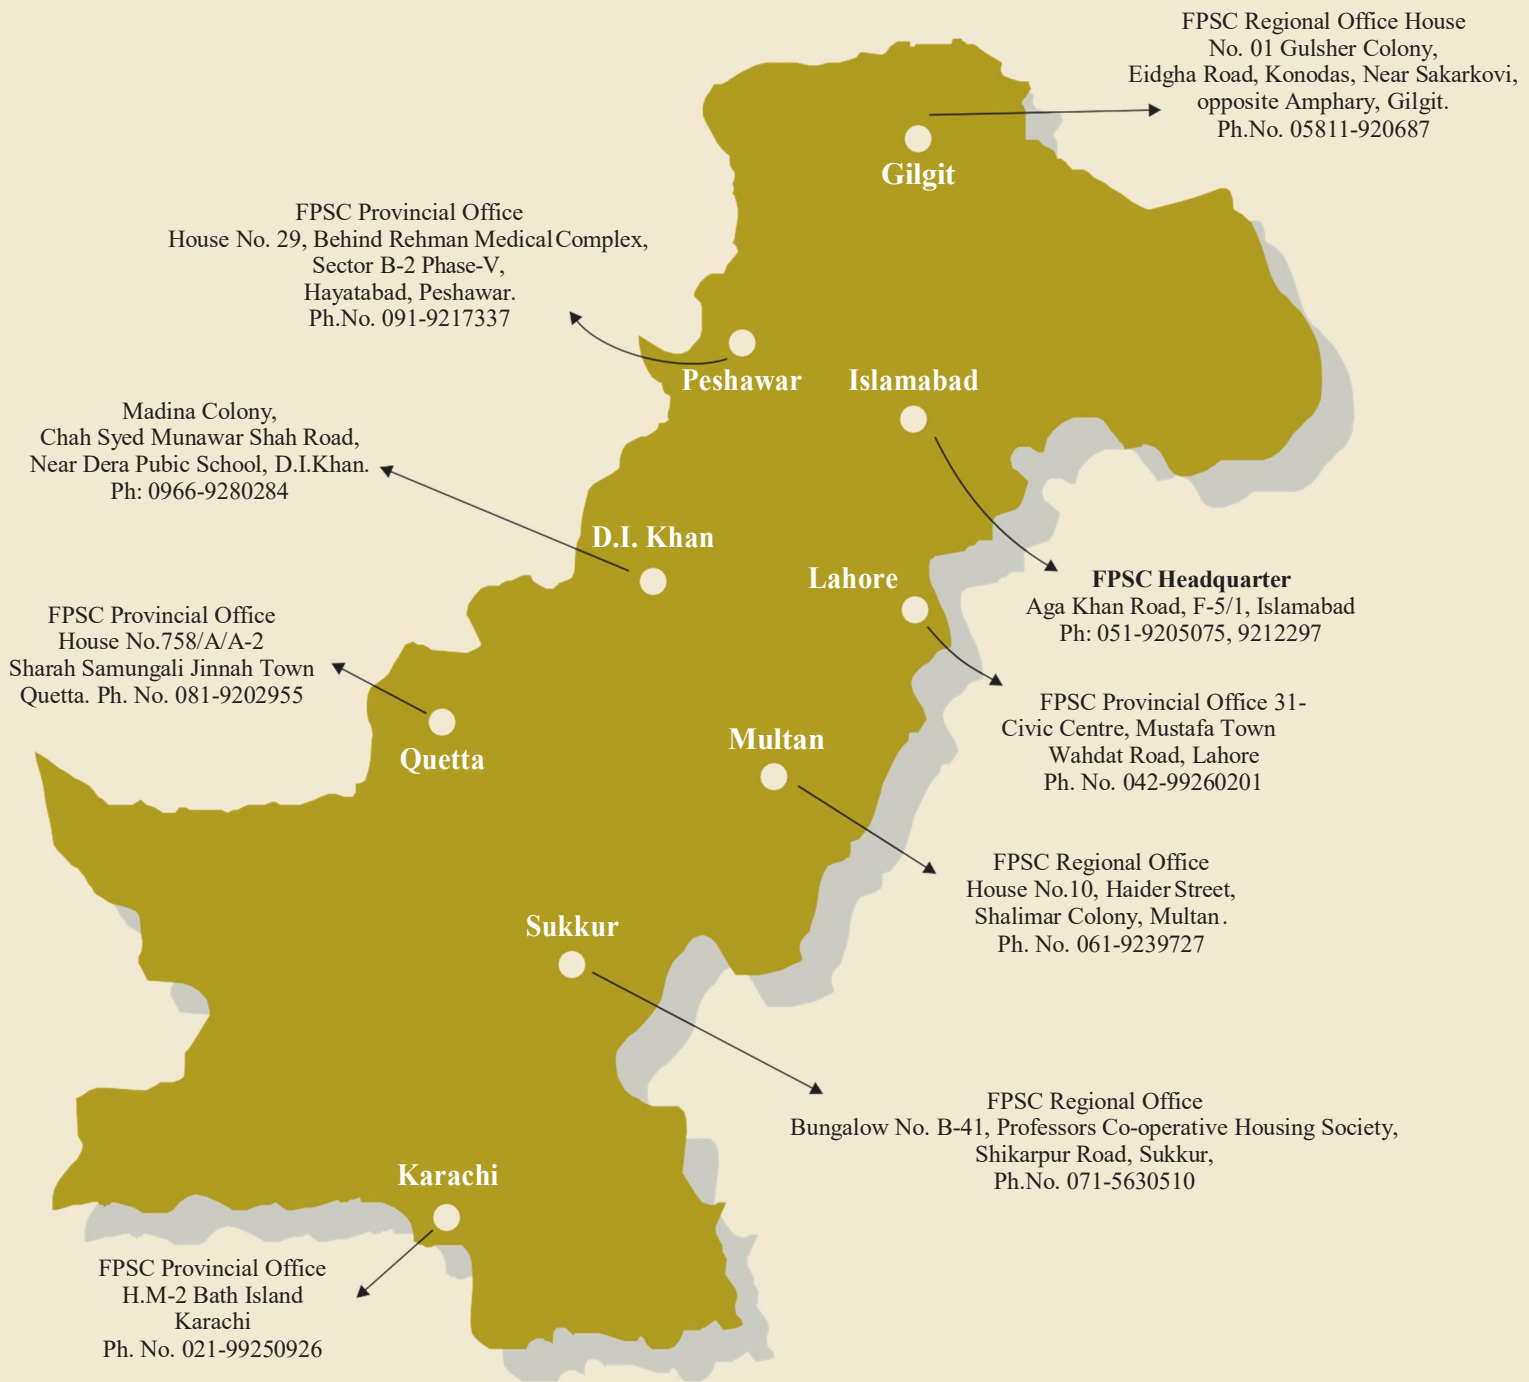 FPSC Regional Office House
No. 01 Gulsher Colony,
Eidgha Road, Konodas, Near Sakarkovi,
opposite Amphary, Gilgit.
Ph.No. 05811-920687
Gilgit
FPSC Provincial Office
House No. 29, Behind Rehman Medical Complex,
Sector B-2 Phase-V,
Hayatabad, Peshawar.
Ph.No. 091-9217337
Peshawar
Islamabad
Madina Colony,
Chah Syed Munawar Shah Road,
Near Dera Pubic School, D.I.Khan.
Ph: 0966-9280284
D.I. Khan
Lahore
FPSC Headquarter
Aga Khan Road, F-5/1, Islamabad
Ph: 051-9205075, 9212297
FPSC Provincial Office
House No.758/A/A-2
Sharah Samungali Jinnah Town
Quetta. Ph. No. 081-9202955
Quetta
Multan
FPSC Provincial Office 31-
Civic Centre, Mustafa Town
Wahdat Road, Lahore
Ph. No. 042-99260201
FPSC Regional Office
House No.10, Haider Street,
Shalimar Colony, Multan.
Ph. No. 061-9239727
Sukkur
FPSC Regional Office
Bungalow No. B-41, Professors Co-operative Housing Society,
Shikarpur Road, Sukkur,
Ph.No. 071-5630510
Karachi
FPSC Provincial Office
H.M-2 Bath Island
Karachi
Ph. No. 021-99250926